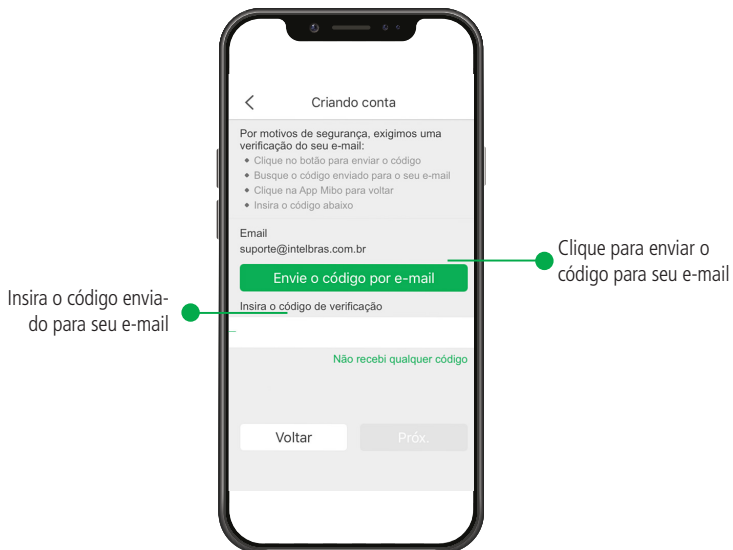 Criando conta
Por motivos de segurança, exigimos uma
verificação do seu e-mail:
Clique no botão para enviar o código
Busque o código enviado para o seu e-mail
Clique na App Mibo para voltar
Insira o código abaixo
Email
suporte@intelbras.com.br
Envie o código por e-mail
Insira o código de verificação
Não recebi qualquer código
Voltar
Próx.
Clique para enviar o
código para seu e-mail
Insira o código envia-
do para seu e-mail